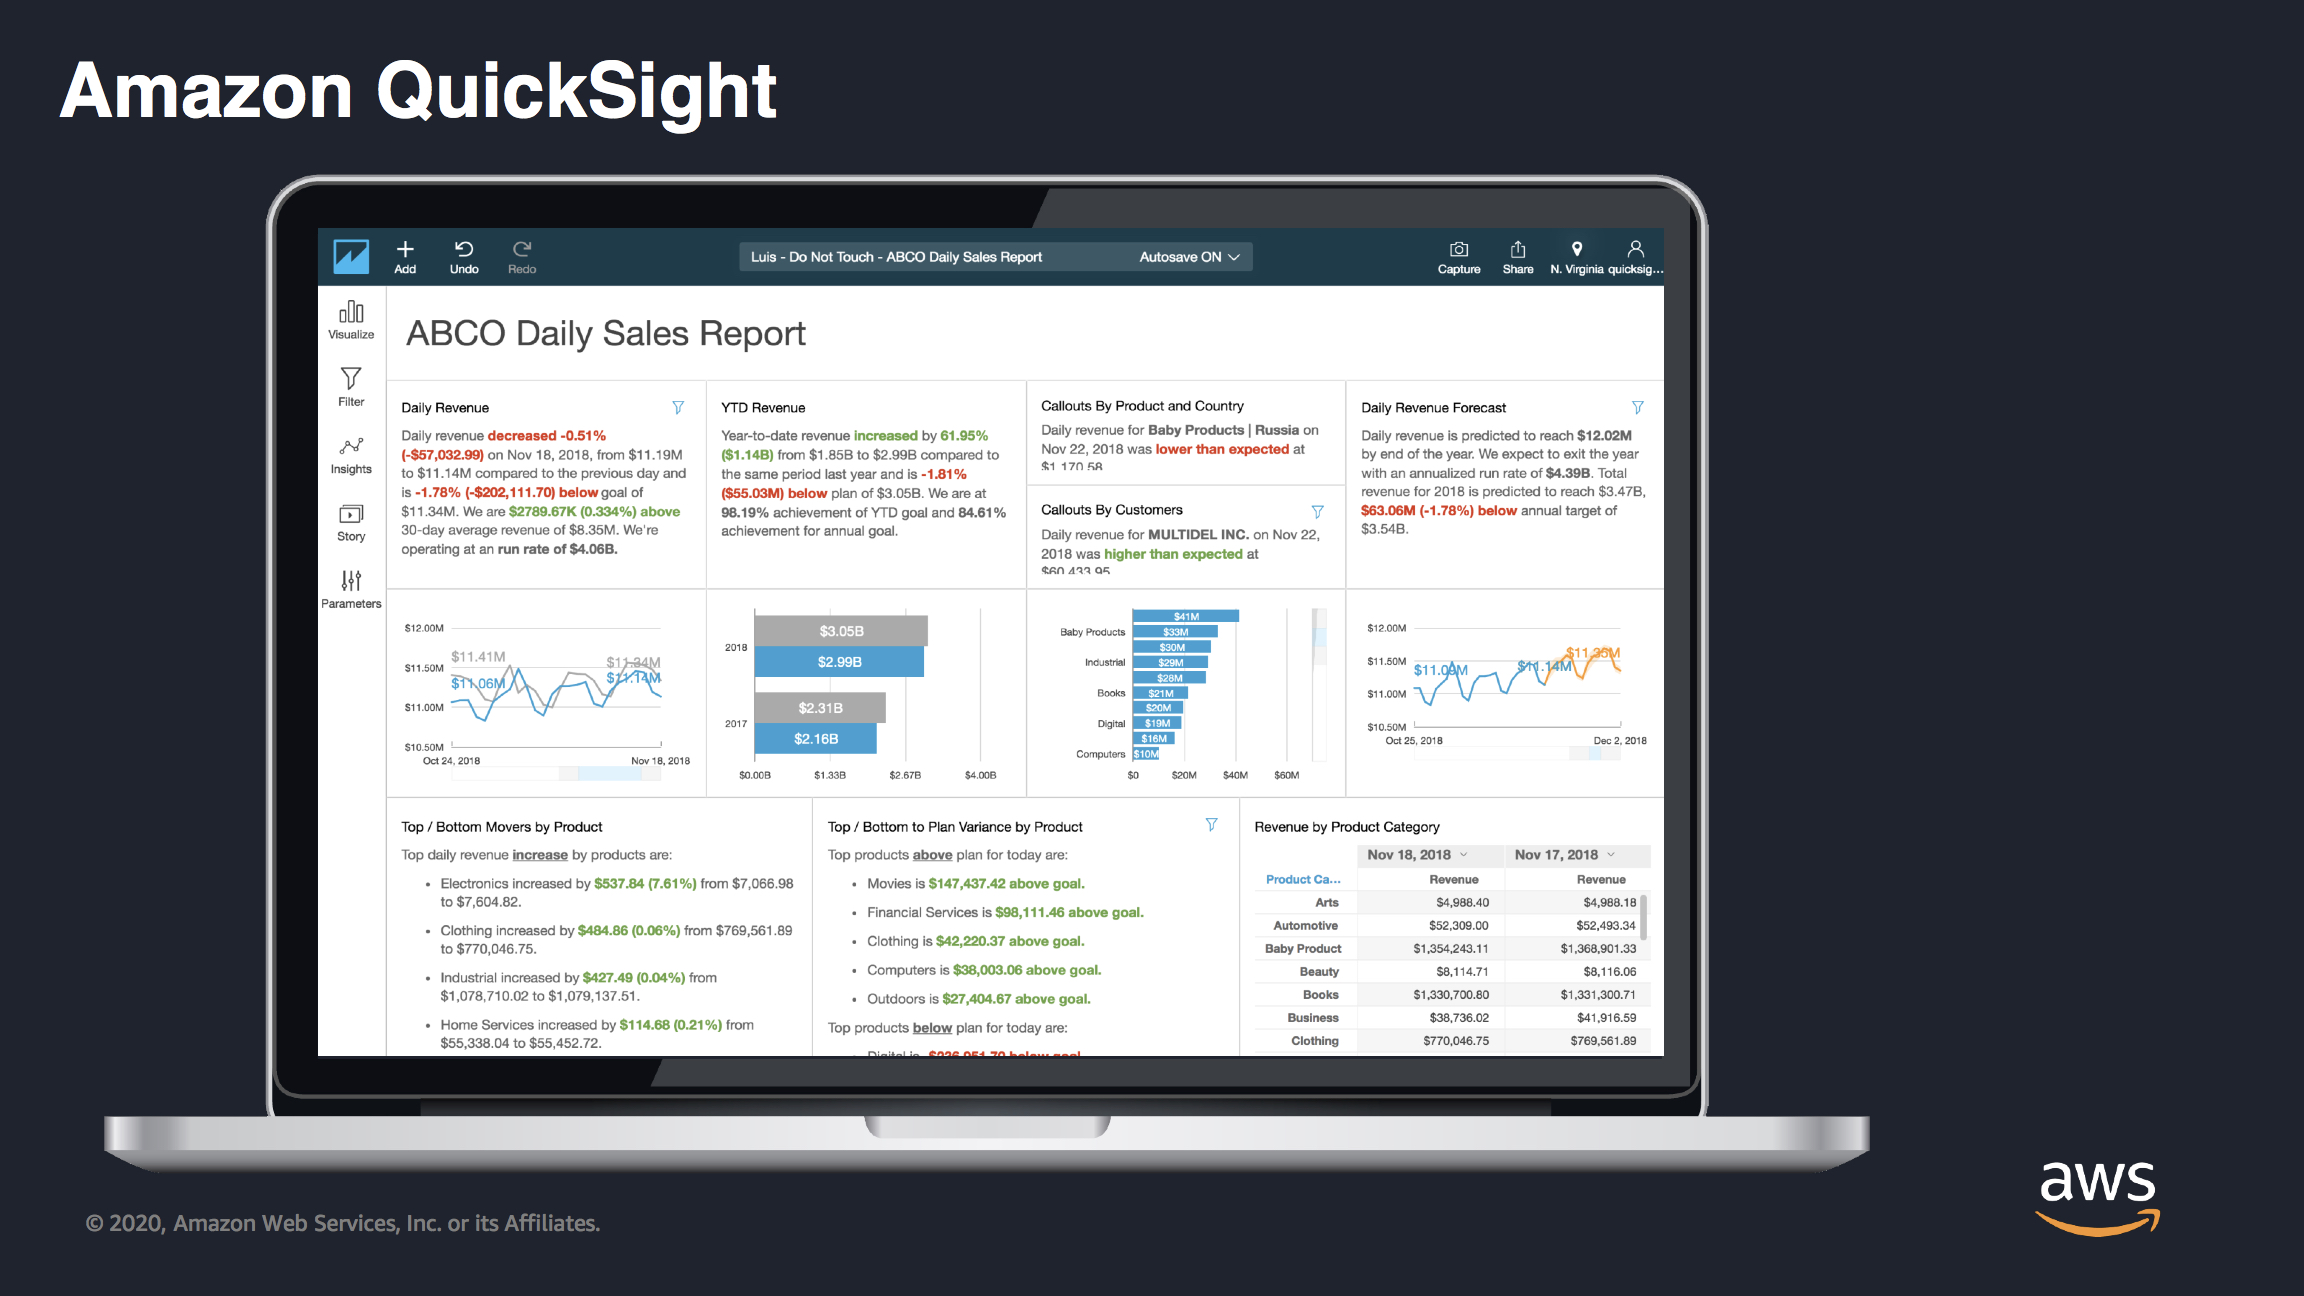 Amazon QuickSight
Add
Undo
Redo
Luis - Do Not Touch - ABCO Daily Sales Report
Autosave ON
Capture
Share
N. Virginia
quicksig...
Visualize
Filter
Insights
Story
Parameters
ABCO Daily Sales Report
Daily Revenue
Daily revenue decreased -0.51%
(-$57,032.99) on Nov 18, 2018, from $11.19M
to $11.14M compared to the previous day and
is -1.78% (-$202,111.70) below goal of
$11.34M. We are $2789.67K (0.334%) above
30-day average revenue of $8.35M. We're
operating at an run rate of $4.06B.
YTD Revenue
Year-to-date revenue increased by 61.95%
($1.14B) from $1.85B to $2.99B compared to
the same period last year and is -1.81%
($55.03M) below plan of $3.05B. We are at
98.19% achievement of YTD goal and 84.61%
achievement for annual goal.
Callouts By Product and Country
Daily revenue for Baby Products | Russia on
Nov 22, 2018 was lower than expected at
$1,170.58
Callouts By Customers
Daily revenue for MULTIDEL INC. on Nov 22,
2018 was higher than expected at
$60,433.95
Daily Revenue Forecast
Daily revenue is predicted to reach $12.02M
by end of the year. We expect to exit the year
with an annualized run rate of $4.39B. Total
revenue for 2018 is predicted to reach $3.47B,
$63.06M (-1.78%) below annual target of
$3.54B.
$12.00M
$11.50M
$11.00M
$10.50M
$11.41M
$11.06M
$11.34M
$11.14M
Oct 24, 2018
Nov 18, 2018
2018
$3.05B
$2.99B
2017
$2.31B
$2.16B
$0.00B
$1.33B
$2.67B
$4.00B
$41M
Baby Products
$33M
$30M
Industrial
$29M
$28M
Books
$21M
$20M
Digital
$19M
$16M
Computers
$10M
$0
$20M
$40M
$60M
$12.00M
$11.50M
$11.00M
$10.50M
$11.09M
$11.14M
$11.35M
Oct 25, 2018
Dec 2, 2018
Top / Bottom Movers by Product
Top daily revenue increase by products are:
• Electronics increased by $537.84 (7.61%) from $7,066.98
to $7,604.82.
• Clothing increased by $484.86 (0.06%) from $769,561.89
to $770,046.75.
• Industrial increased by $427.49 (0.04%) from
$1,078,710.02 to $1,079,137.51.
• Home Services increased by $114.68 (0.21%) from
$55,338.04 to $55,452.72.
Top / Bottom to Plan Variance by Product
Top products above plan for today are:
• Movies is $147,437.42 above goal.
• Financial Services is $98,111.46 above goal.
• Clothing is $42,220.37 above goal.
• Computers is $38,003.06 above goal.
• Outdoors is $27,404.67 above goal.
Top products below plan for today are:
• Digital is below goal.
Revenue by Product Category
Nov 18, 2018
Nov 17, 2018
Product Ca...
Revenue
Revenue
Arts $4,988.40 $4,988.18
Automotive $52,309.00 $52,493.34
Baby Product $1,354,243.11 $1,368,901.33
Beauty $8,114.71 $8,116.06
Books $1,330,700.80 $1,331,300.71
Business $38,736.02 $41,916.59
Clothing $770,046.75 $769,561.89
© 2020, Amazon Web Services, Inc. or its Affiliates.
aws